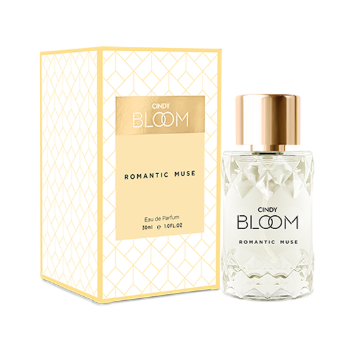 CINDY
BLOOM
ROMANTIC MUSE
Eau de Parfum
30ml | 1.0FL.OZ
CINDY
BLOOM
ROMANTIC MUSE